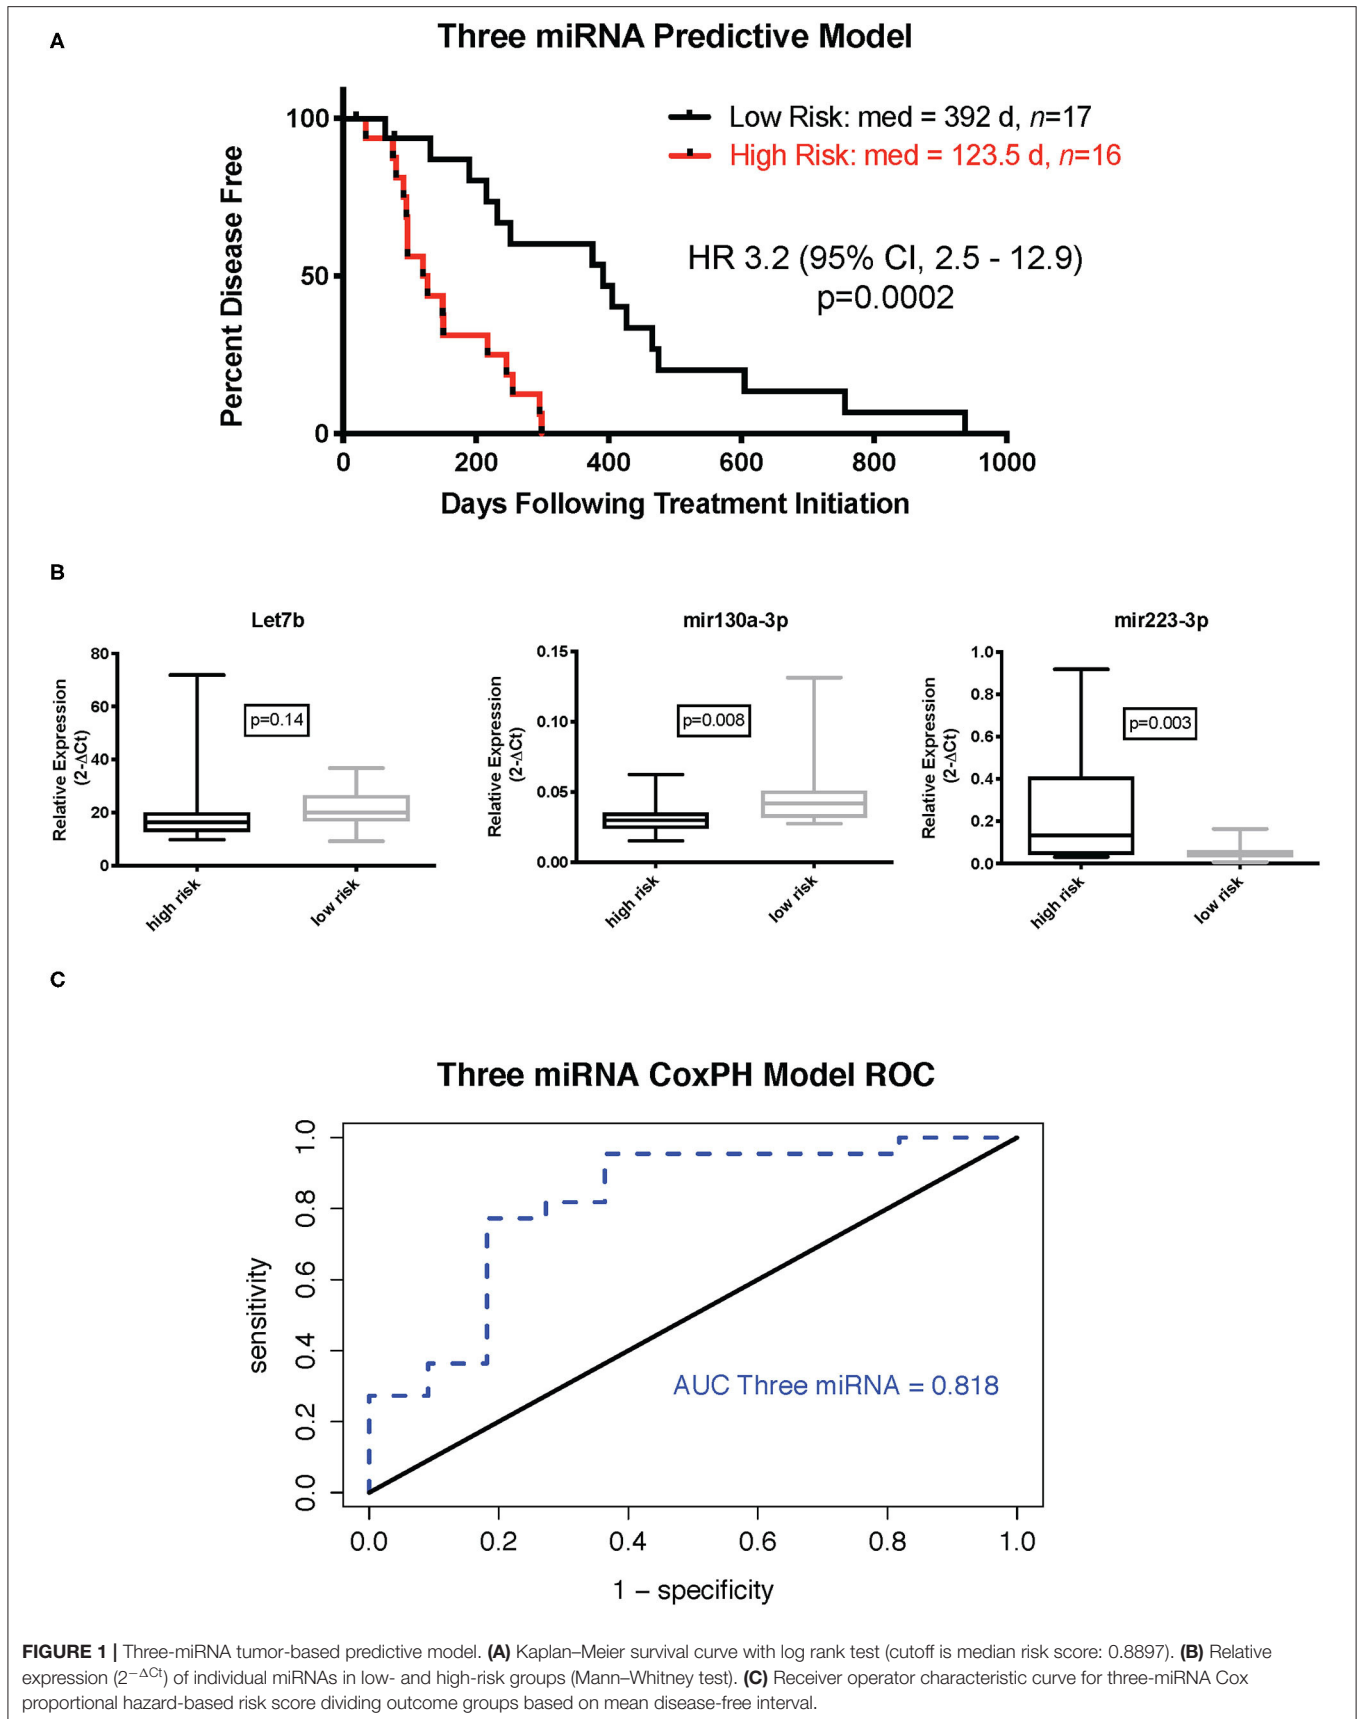 A
Three miRNA Predictive Model
Low Risk: med = 392 d, n=17
High Risk: med = 123.5 d, n=16
HR 3.2 (95% CI, 2.5 - 12.9)
p=0.0002
Percent Disease Free
100
50
0
0 200 400 600 800 1000
Days Following Treatment Initiation
B
Let7b
Relative Expression
(2-ΔCt)
80
60
40
20
0
p=0.14
high risk
low risk
mir130a-3p
Relative Expression
(2-ΔCt)
0.15
0.10
0.05
0.00
p=0.008
high risk
low risk
mir223-3p
Relative Expression
(2-ΔCt)
1.0
0.8
0.6
0.4
0.2
0.0
p=0.003
high risk
low risk
C
Three miRNA CoxPH Model ROC
sensitivity
1.0
0.8
0.6
0.4
0.2
0.0
AUC Three miRNA = 0.818
0.0 0.2 0.4 0.6 0.8 1.0
1 – specificity
FIGURE 1 | Three-miRNA tumor-based predictive model. (A) Kaplan–Meier survival curve with log rank test (cutoff is median risk score: 0.8897). (B) Relative
expression (2−ΔCt) of individual miRNAs in low- and high-risk groups (Mann–Whitney test). (C) Receiver operator characteristic curve for three-miRNA Cox
proportional hazard-based risk score dividing outcome groups based on mean disease-free interval.